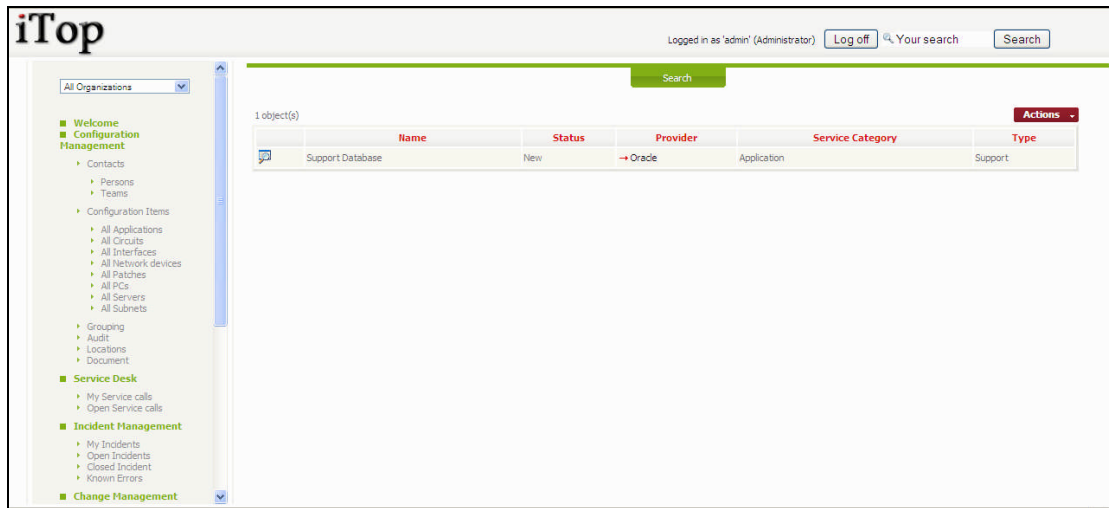 iTop
Logged in as 'admin' (Administrator) Log off Your search Search
All Organizations
Welcome
Configuration
Management
Contacts
Persons
Teams
Configuration Items
All Applications
All Circuits
All Interfaces
All Network devices
All Patches
All PCs
All Servers
All Subnets
Grouping
Audit
Locations
Document
Service Desk
My Service calls
Open Service calls
Incident Management
My Incidents
Open Incidents
Closed Incident
Known Errors
Change Management
Search
1 object(s) Actions
Name Status Provider Service Category Type
Support Database New → Oracle Application Support